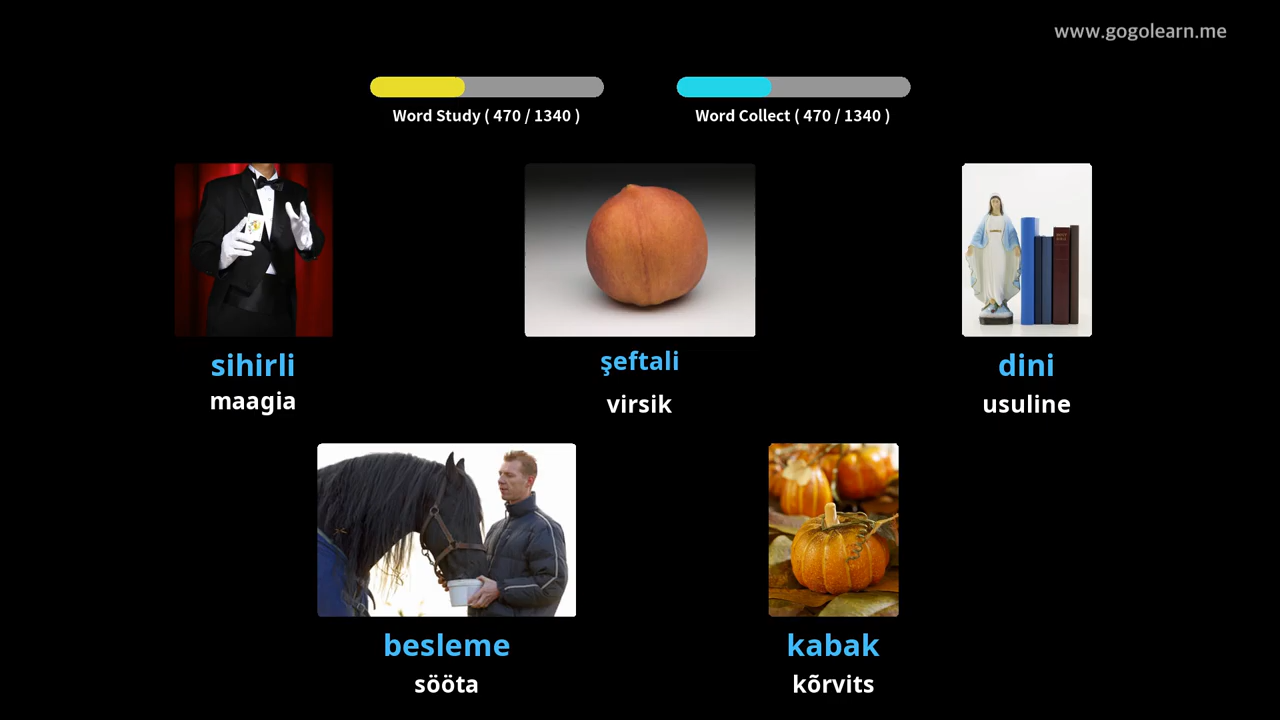 www.gogolearn.me
Word Study ( 470 / 1340 )
Word Collect ( 470 / 1340 )
sihirli
maagia
şeftali
virsik
dini
usuline
besleme
sööta
kabak
kõrvits